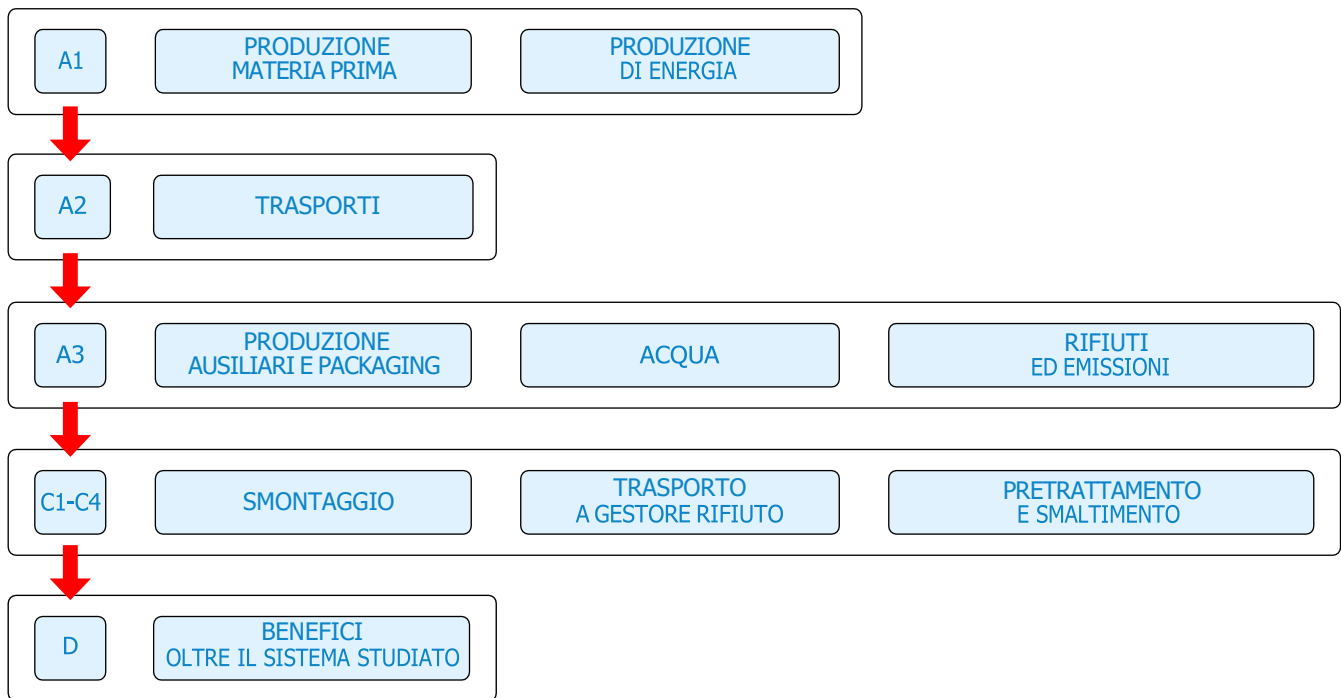 A1
PRODUZIONE
MATERIA PRIMA
PRODUZIONE
DI ENERGIA
A2
TRASPORTI
A3
PRODUZIONE
AUSILIARI E PACKAGING
ACQUA
RIFIUTI
ED EMISSIONI
C1-C4
SMONTAGGIO
TRASPORTO
A GESTORE RIFIUTO
PRETRATTAMENTO
E SMALTIMENTO
D
BENEFICI
OLTRE IL SISTEMA STUDIATO